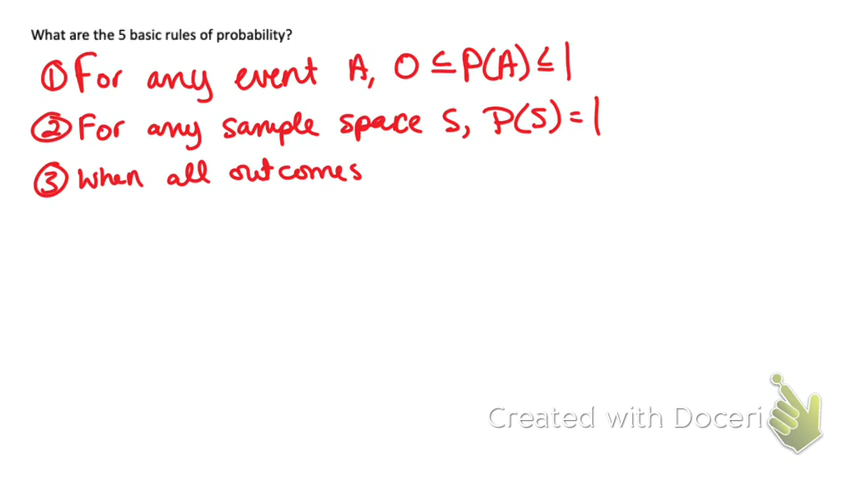 What are the 5 basic rules of probability?
① For any event A, 0 ≤ P(A) ≤ 1
② For any sample space S, P(S) = 1
③ When all outcomes
Created with Doceri